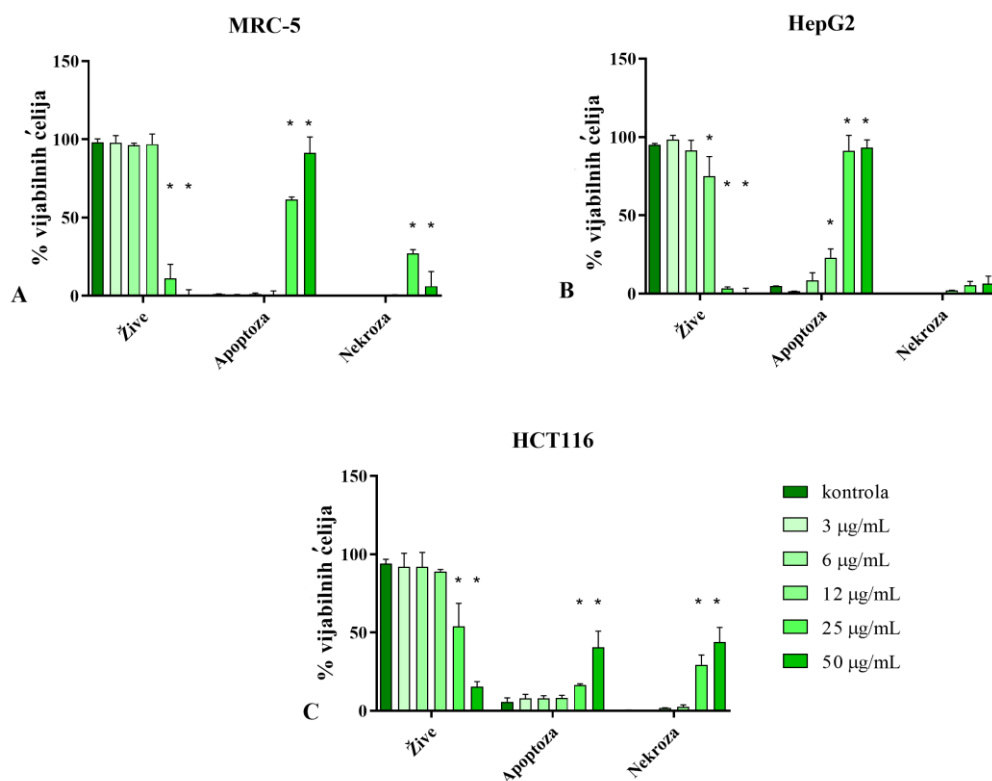 MRC-5
% vijabilnih ćelija
150
100
50
0
* *
* *
* *
A
Žive
Apoptoza
Nekroza
HepG2
% vijabilnih ćelija
150
100
50
0
*
* *
*
* *
B
Žive
Apoptoza
Nekroza
HCT116
% vijabilnih ćelija
150
100
50
0
* *
* *
* *
C
Žive
Apoptoza
Nekroza
kontrola
3 µg/mL
6 µg/mL
12 µg/mL
25 µg/mL
50 µg/mL